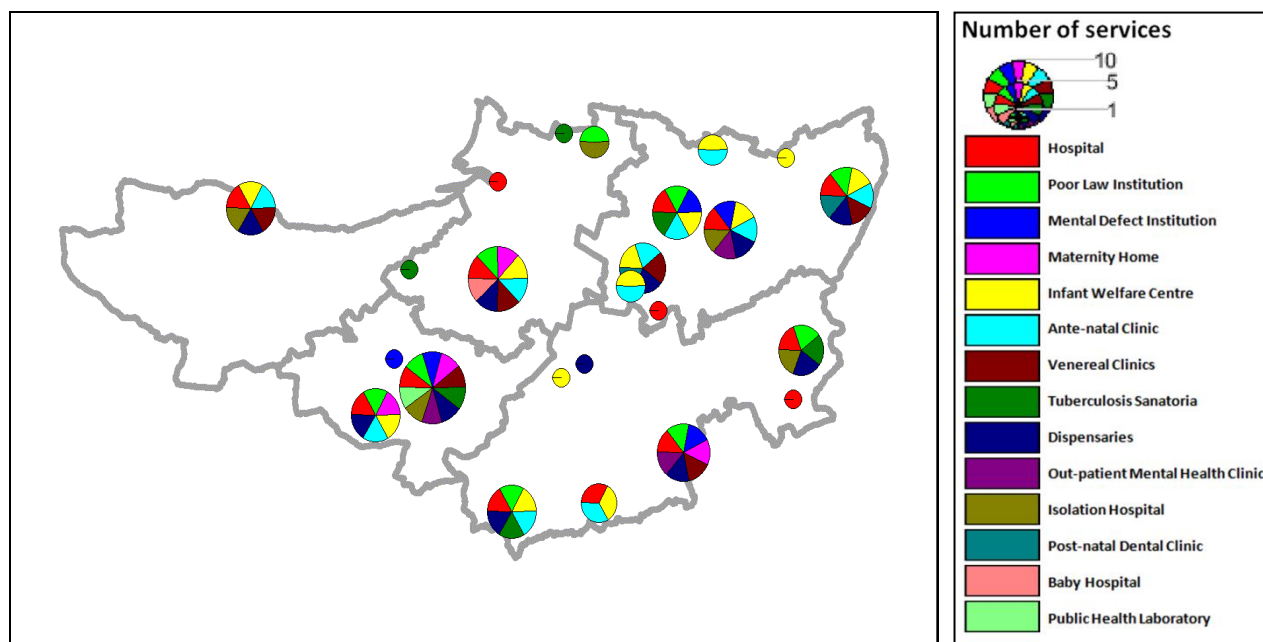 Number of services
10
5
1
Hospital
Poor Law Institution
Mental Defect Institution
Maternity Home
Infant Welfare Centre
Ante-natal Clinic
Venereal Clinics
Tuberculosis Sanatoria
Dispensaries
Out-patient Mental Health Clinic
Isolation Hospital
Post-natal Dental Clinic
Baby Hospital
Public Health Laboratory